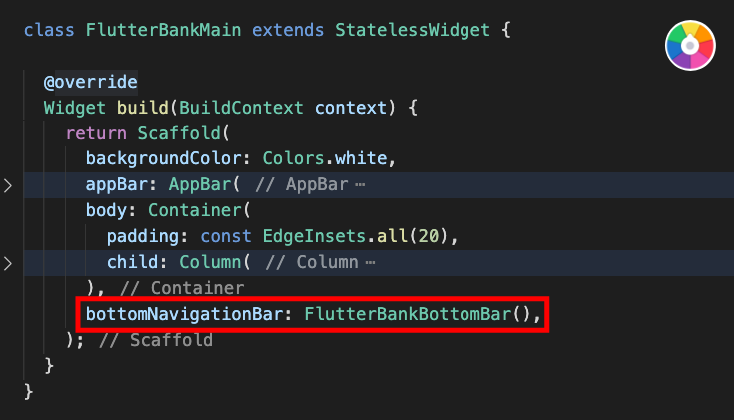 class FlutterBankMain extends StatelessWidget {
@override
Widget build(BuildContext context) {
return Scaffold(
backgroundColor: Colors.white,
appBar: AppBar( // AppBar ⋯
body: Container(
padding: const EdgeInsets.all(20),
child: Column( // Column ⋯
), // Container
bottomNavigationBar: FlutterBankBottomBar(),
); // Scaffold
}
}